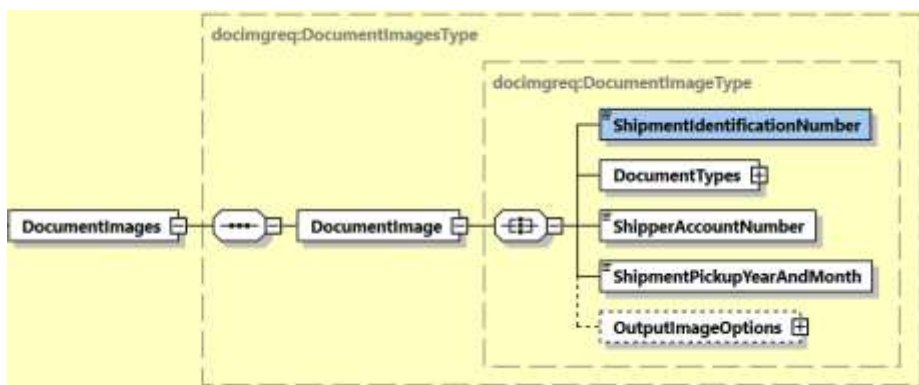 docimgreq:DocumentImagesType
docimgreq:DocumentImageType
ShipmentIdentificationNumber
DocumentTypes
DocumentImages
DocumentImage
ShipperAccountNumber
ShipmentPickupYearAndMonth
OutputImageOptions